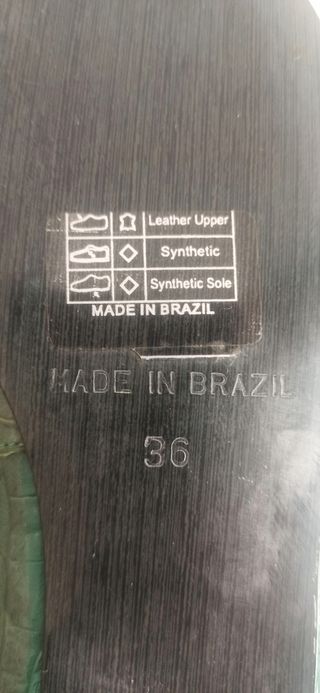 Leather Upper
Synthetic
Synthetic Sole
MADE IN BRAZIL
MADE IN BRAZIL
36